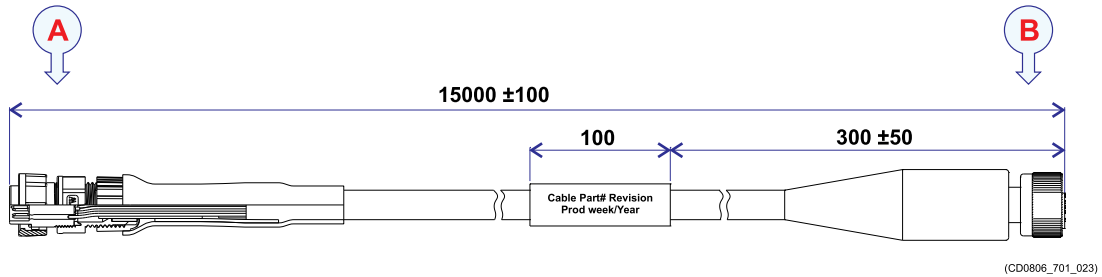 A
B
15000 ±100
100
300 ±50
Cable Part# Revision
Prod week/Year
(CD0806_701_023)